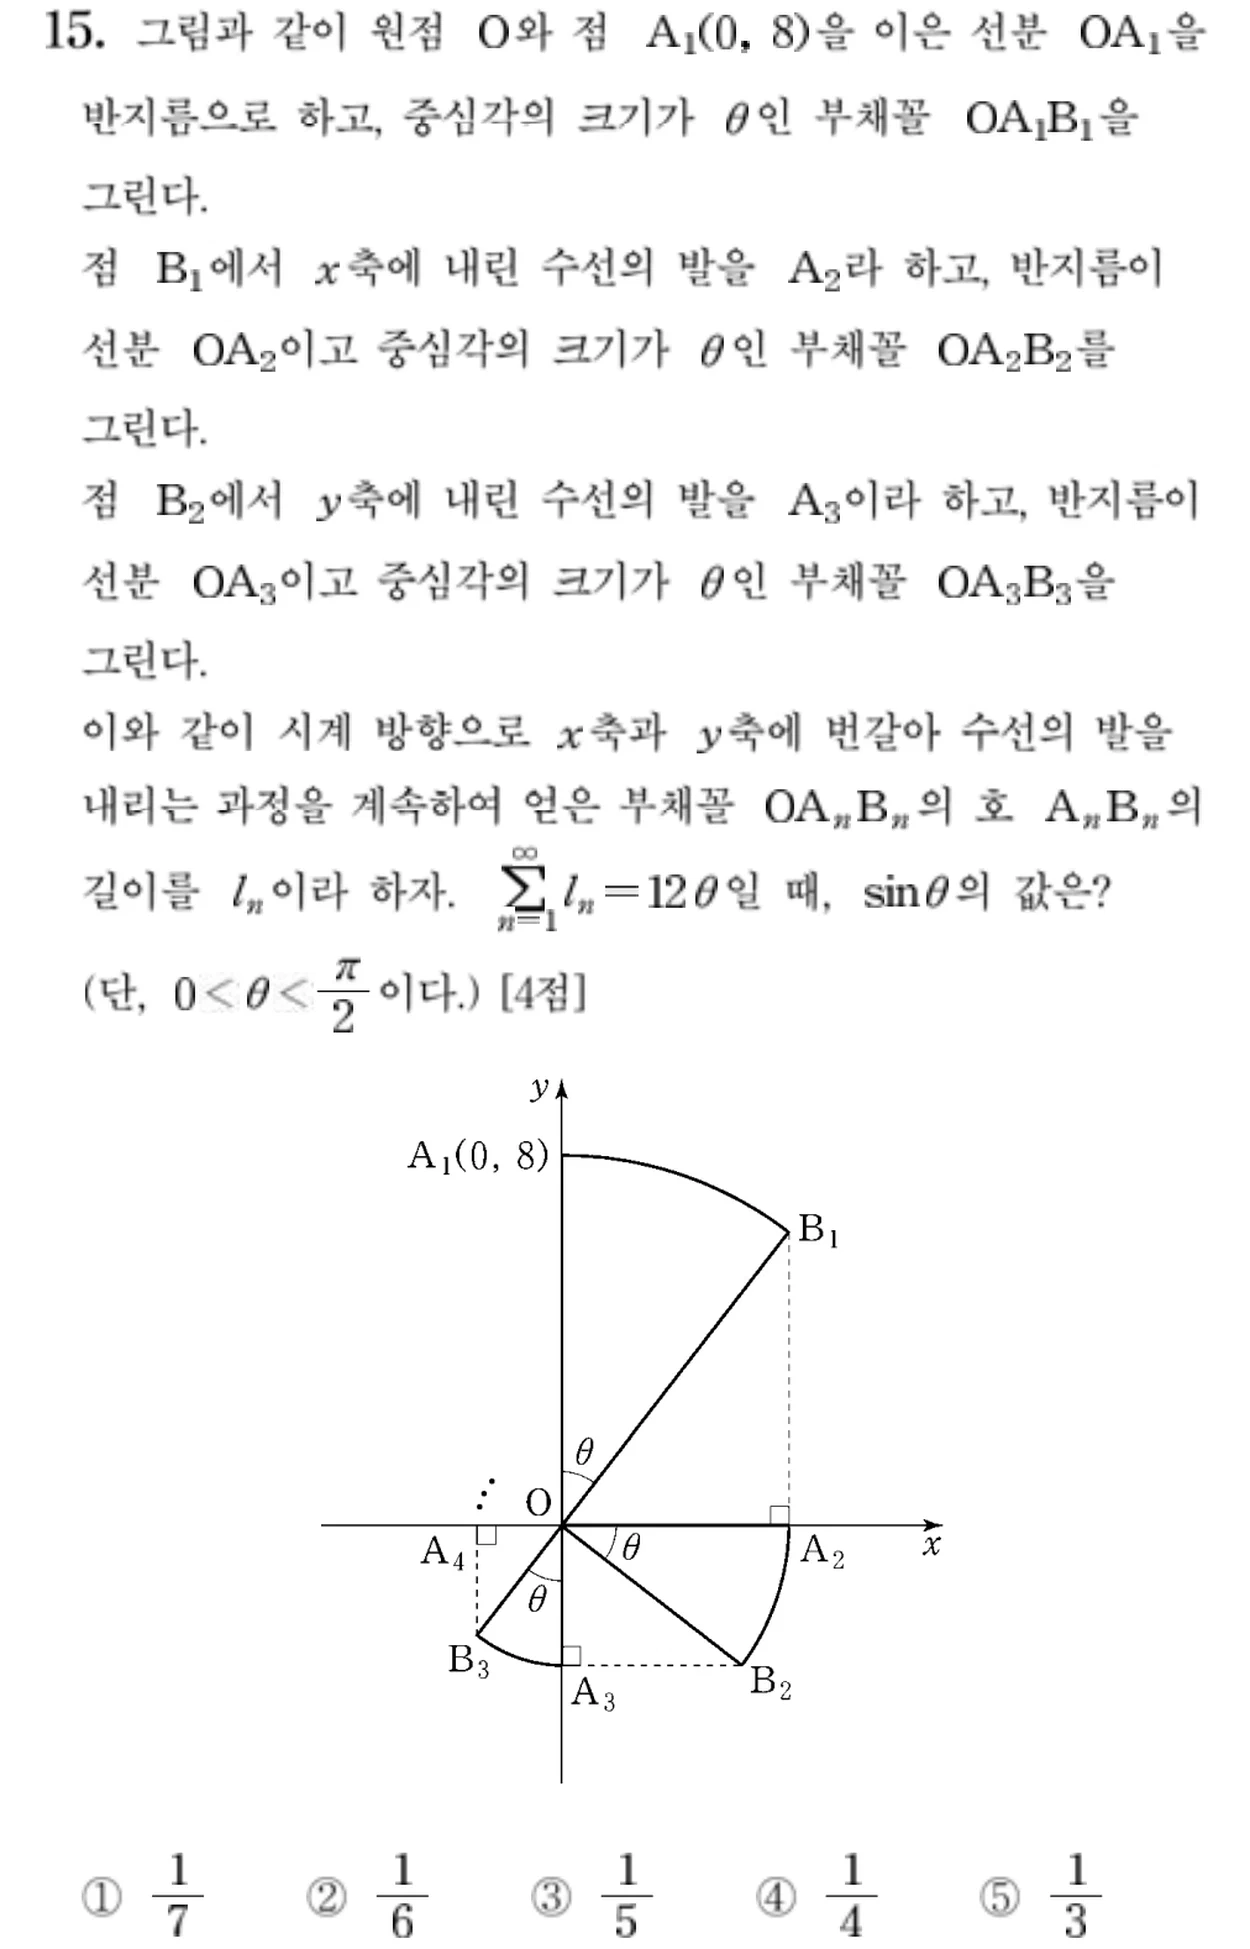 15. 그림과 같이 원점 O와 점 A₁(0, 8)을 이은 선분 OA₁을
반지름으로 하고, 중심각의 크기가 θ인 부채꼴 OA₁B₁을
그린다.
점 B₁에서 x축에 내린 수선의 발을 A₂라 하고, 반지름이
선분 OA₂이고 중심각의 크기가 θ인 부채꼴 OA₂B₂를
그린다.
점 B₂에서 y축에 내린 수선의 발을 A₃이라 하고, 반지름이
선분 OA₃이고 중심각의 크기가 θ인 부채꼴 OA₃B₃을
그린다.
이와 같이 시계 방향으로 x축과 y축에 번갈아 수선의 발을
내리는 과정을 계속하여 얻은 부채꼴 OAₙBₙ의 호 AₙBₙ의
길이를 lₙ이라 하자. ∑_{n=1}^{∞} lₙ=12θ일 때, sinθ의 값은?
(단, 0<θ<π/2이다.) [4점]
y
A₁(0, 8)
B₁
θ
O
A₄
θ
A₂
x
θ
B₃
A₃
B₂
① 1/7 ② 1/6 ③ 1/5 ④ 1/4 ⑤ 1/3